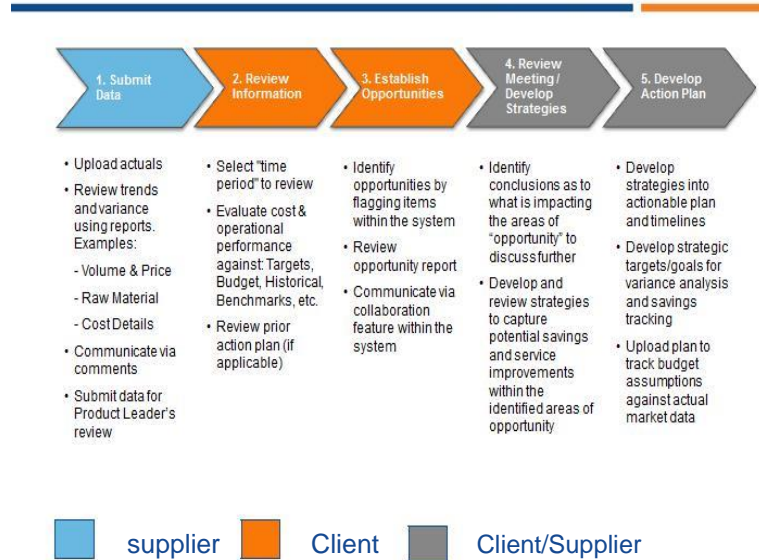 1. Submit
Data
2. Review
Information
3. Establish
Opportunities
4. Review
Meeting /
Develop
Strategies
5. Develop
Action Plan
• Upload actuals
• Review trends
and variance
using reports.
Examples:
- Volume & Price
- Raw Material
- Cost Details
• Communicate via
comments
• Submit data for
Product Leader's
review
• Select "time
period" to review
• Evaluate cost &
operational
performance
against: Targets,
Budget, Historical,
Benchmarks, etc.
• Review prior
action plan (if
applicable)
• Identify
opportunities by
flagging items
within the system
• Review
opportunity report
• Communicate via
collaboration
feature within the
system
• Identify
conclusions as to
what is impacting
the areas of
"opportunity" to
discuss further
• Develop and
review strategies
to capture
potential savings
and service
improvements
within the
identified areas of
opportunity
• Develop
strategies into
actionable plan
and timelines
• Develop strategic
targets/goals for
variance analysis
and savings
tracking
• Upload plan to
track budget
assumptions
against actual
market data
supplier
Client
Client/Supplier